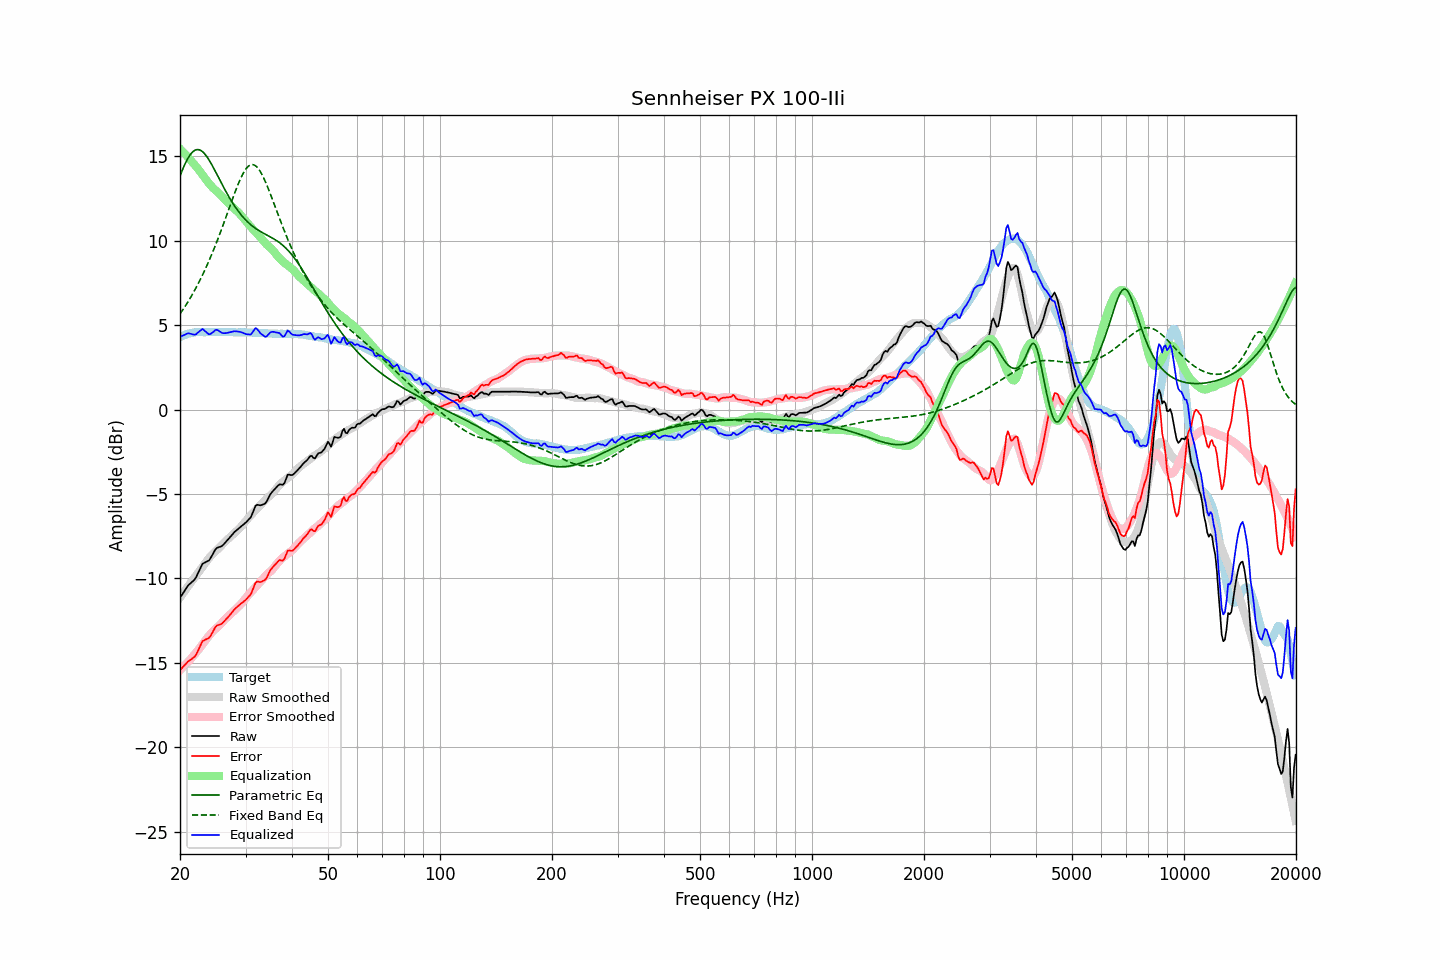 Sennheiser PX 100-IIi
15
10
5
0
−5
−10
−15
−20
−25
Amplitude (dBr)
Target
Raw Smoothed
Error Smoothed
Raw
Error
Equalization
Parametric Eq
Fixed Band Eq
Equalized
20 50 100 200 500 1000 2000 5000 10000 20000
Frequency (Hz)